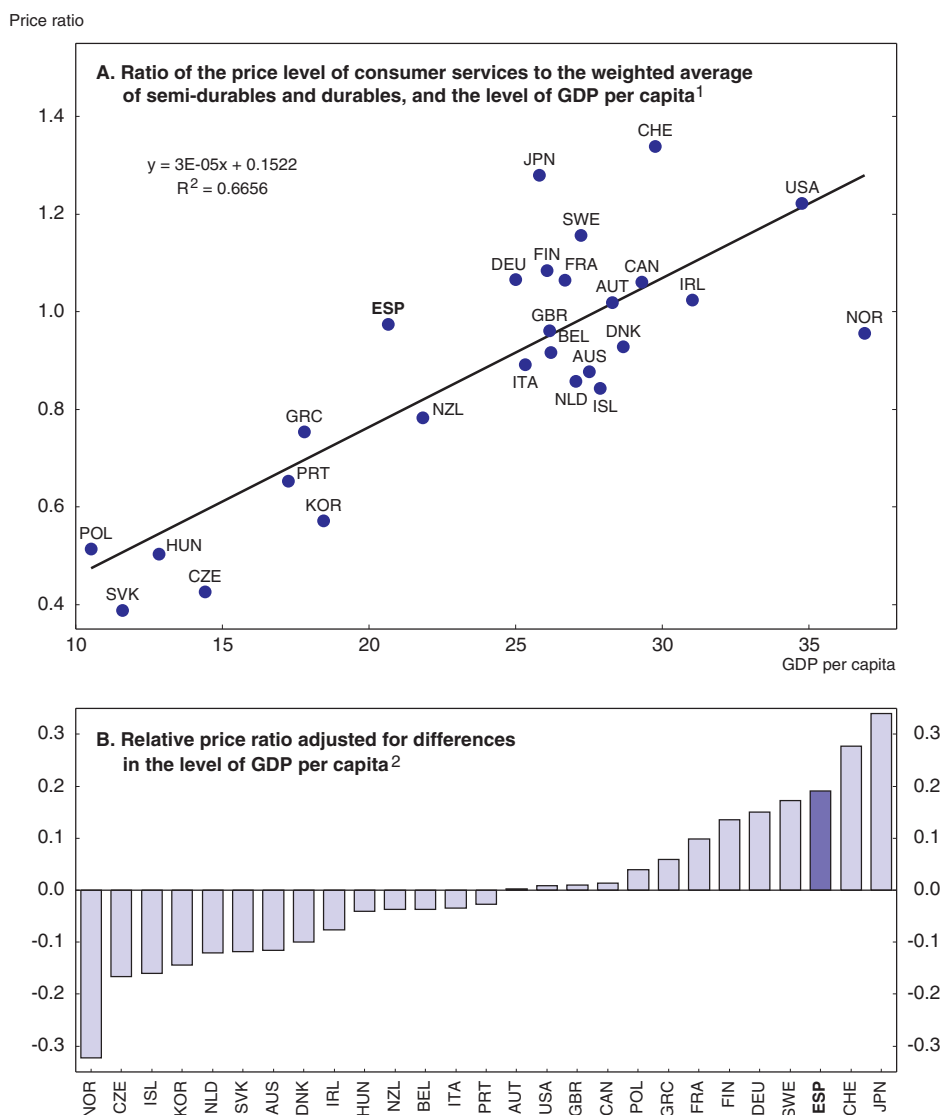 Price ratio
A. Ratio of the price level of consumer services to the weighted average
of semi-durables and durables, and the level of GDP per capita1
1.4
CHE
y = 3E-05x + 0.1522
JPN
R2 = 0.6656
USA
1.2
SWE
FIN
DEU
FRA
CAN
AUT
IRL
ESP
1.0
GBR
NOR
BEL
DNK
AUS
ITA
NLD
ISL
0.8
GRC
NZL
PRT
0.6
KOR
POL
HUN
CZE
SVK
0.4
10 15 20 25 30 35
GDP per capita
B. Relative price ratio adjusted for differences
in the level of GDP per capita2
0.3 0.3
0.2 0.2
0.1 0.1
0.0 0.0
-0.1 -0.1
-0.2 -0.2
-0.3 -0.3
NOR CZE ISL KOR NLD SVK AUS DNK IRL HUN NZL BEL ITA PRT AUT USA GBR CAN POL GRC FRA FIN DEU SWE ESP CHE JPN